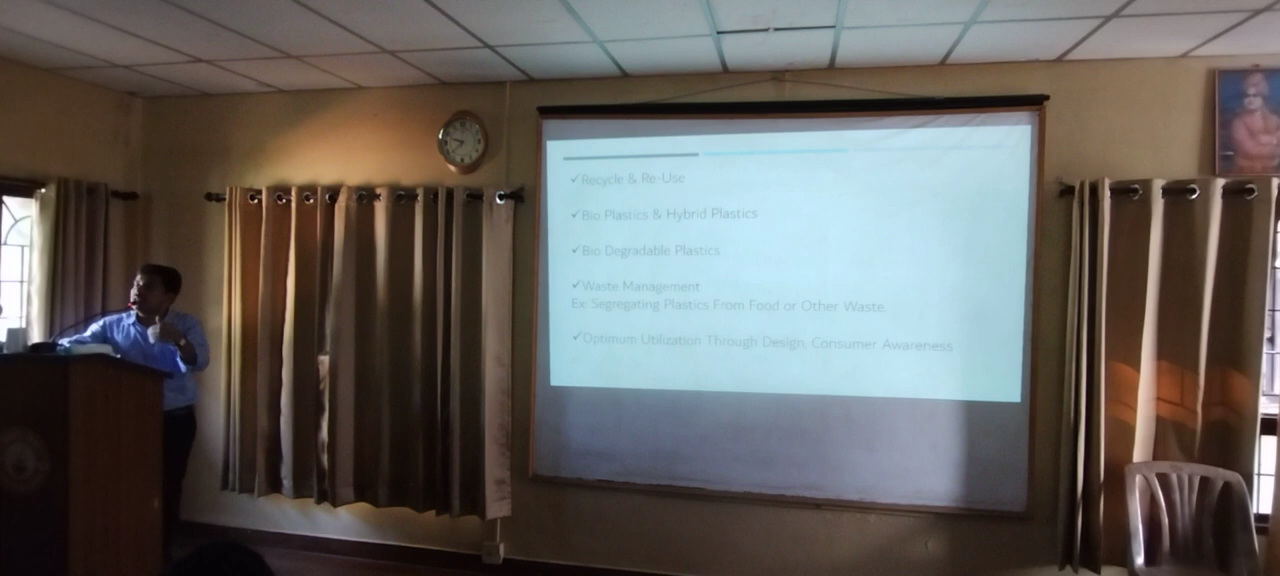 ✓Recycle & Re-Use
✓Bio Plastics & Hybrid Plastics
✓Bio Degradable Plastics
✓Waste Management
Ex: Segregating Plastics From Food or Other Waste.
✓Optimum Utilization Through Design, Consumer Awareness